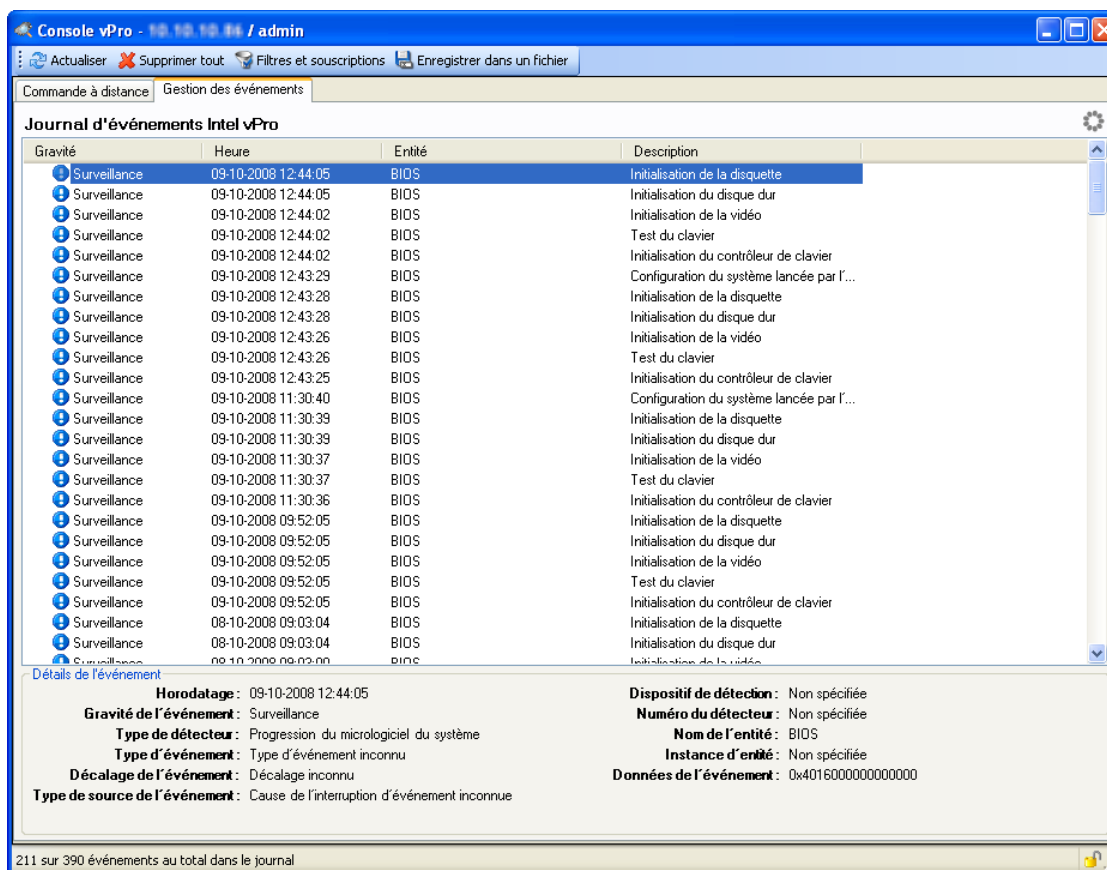 Console vPro - / admin
Actualiser Supprimer tout Filtres et souscriptions Enregistrer dans un fichier
Commande à distance Gestion des événements
Journal d'événements Intel vPro
Gravité Heure Entité Description
Surveillance 09-10-2008 12:44:05 BIOS Initialisation de la disquette
Surveillance 09-10-2008 12:44:05 BIOS Initialisation du disque dur
Surveillance 09-10-2008 12:44:02 BIOS Initialisation de la vidéo
Surveillance 09-10-2008 12:44:02 BIOS Test du clavier
Surveillance 09-10-2008 12:44:02 BIOS Initialisation du contrôleur de clavier
Surveillance 09-10-2008 12:43:29 BIOS Configuration du système lancée par l´...
Surveillance 09-10-2008 12:43:28 BIOS Initialisation de la disquette
Surveillance 09-10-2008 12:43:28 BIOS Initialisation du disque dur
Surveillance 09-10-2008 12:43:26 BIOS Initialisation de la vidéo
Surveillance 09-10-2008 12:43:26 BIOS Test du clavier
Surveillance 09-10-2008 12:43:25 BIOS Initialisation du contrôleur de clavier
Surveillance 09-10-2008 11:30:40 BIOS Configuration du système lancée par l´...
Surveillance 09-10-2008 11:30:39 BIOS Initialisation de la disquette
Surveillance 09-10-2008 11:30:39 BIOS Initialisation du disque dur
Surveillance 09-10-2008 11:30:37 BIOS Initialisation de la vidéo
Surveillance 09-10-2008 11:30:37 BIOS Test du clavier
Surveillance 09-10-2008 11:30:36 BIOS Initialisation du contrôleur de clavier
Surveillance 09-10-2008 09:52:05 BIOS Initialisation de la disquette
Surveillance 09-10-2008 09:52:05 BIOS Initialisation du disque dur
Surveillance 09-10-2008 09:52:05 BIOS Initialisation de la vidéo
Surveillance 09-10-2008 09:52:05 BIOS Test du clavier
Surveillance 09-10-2008 09:52:05 BIOS Initialisation du contrôleur de clavier
Surveillance 08-10-2008 09:03:04 BIOS Initialisation de la disquette
Surveillance 08-10-2008 09:03:04 BIOS Initialisation du disque dur
Surveillance 08-10-2008 09:03:00 BIOS Initialisation de la vidéo
Détails de l'événement
Horodatage : 09-10-2008 12:44:05 Dispositif de détection : Non spécifiée
Gravité de l´événement : Surveillance Numéro du détecteur : Non spécifiée
Type de détecteur : Progression du micrologiciel du système Nom de l´entité : BIOS
Type d´événement : Type d´événement inconnu Instance d´entité : Non spécifiée
Décalage de l´événement : Décalage inconnu Données de l´événement : 0x4016000000000000
Type de source de l´événement : Cause de l´interruption d´événement inconnue
211 sur 390 événements au total dans le journal